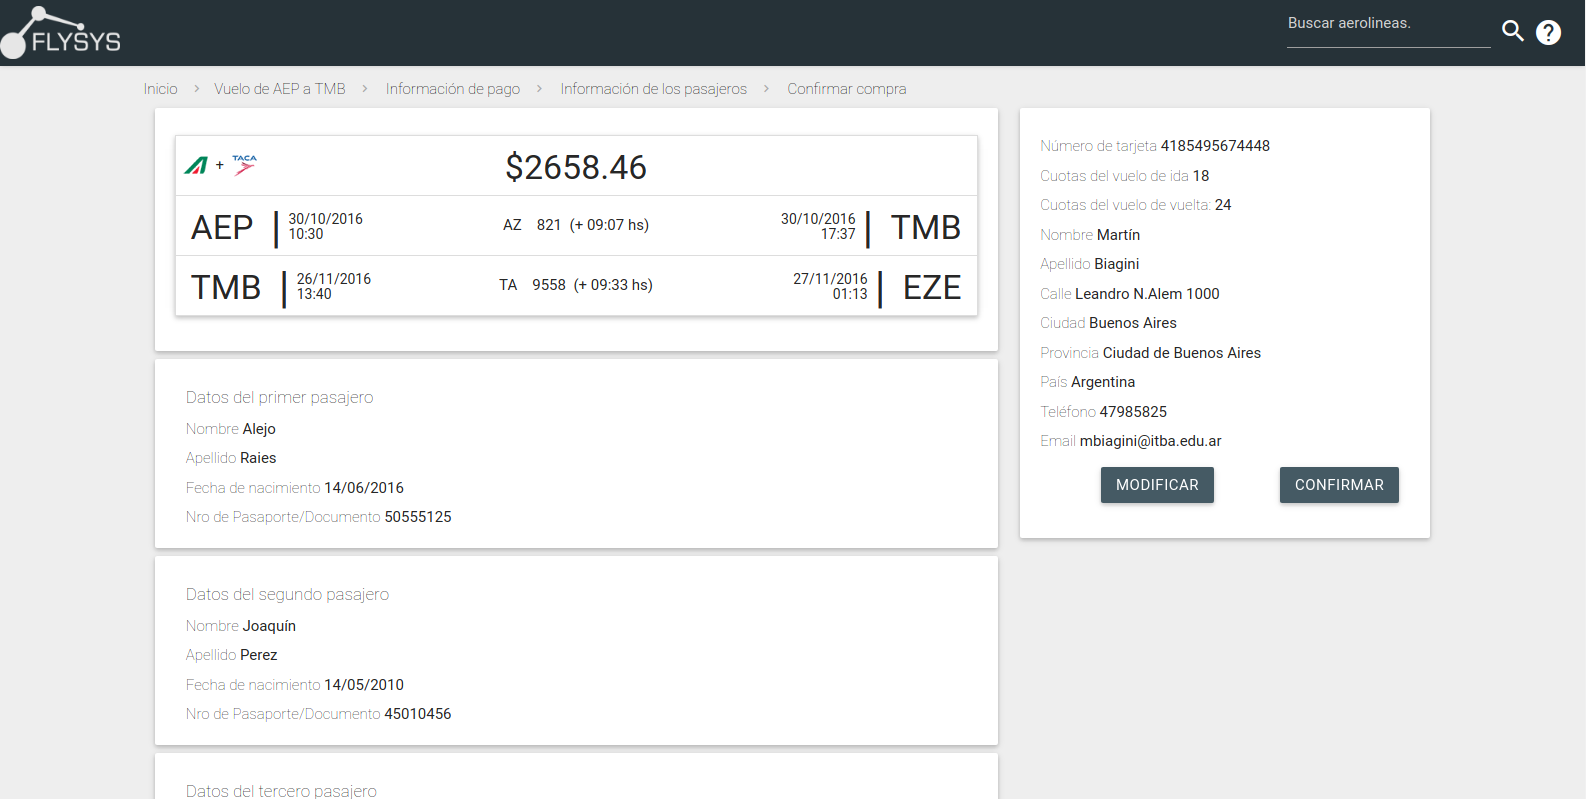 FLYSYS
Buscar aerolineas.
?
Inicio > Vuelo de AEP a TMB > Información de pago > Información de los pasajeros > Confirmar compra
+ TACA
$2658.46
AEP | 30/10/2016
10:30
AZ 821 (+ 09:07 hs)
30/10/2016
17:37 | TMB
TMB | 26/11/2016
13:40
TA 9558 (+ 09:33 hs)
27/11/2016
01:13 | EZE
Datos del primer pasajero
Nombre Alejo
Apellido Raies
Fecha de nacimiento 14/06/2016
Nro de Pasaporte/Documento 50555125
Datos del segundo pasajero
Nombre Joaquín
Apellido Perez
Fecha de nacimiento 14/05/2010
Nro de Pasaporte/Documento 45010456
Datos del tercero pasajero
Número de tarjeta 4185495674448
Cuotas del vuelo de ida 18
Cuotas del vuelo de vuelta: 24
Nombre Martín
Apellido Biagini
Calle Leandro N.Alem 1000
Ciudad Buenos Aires
Provincia Ciudad de Buenos Aires
País Argentina
Teléfono 47985825
Email mbiagini@itba.edu.ar
MODIFICAR
CONFIRMAR